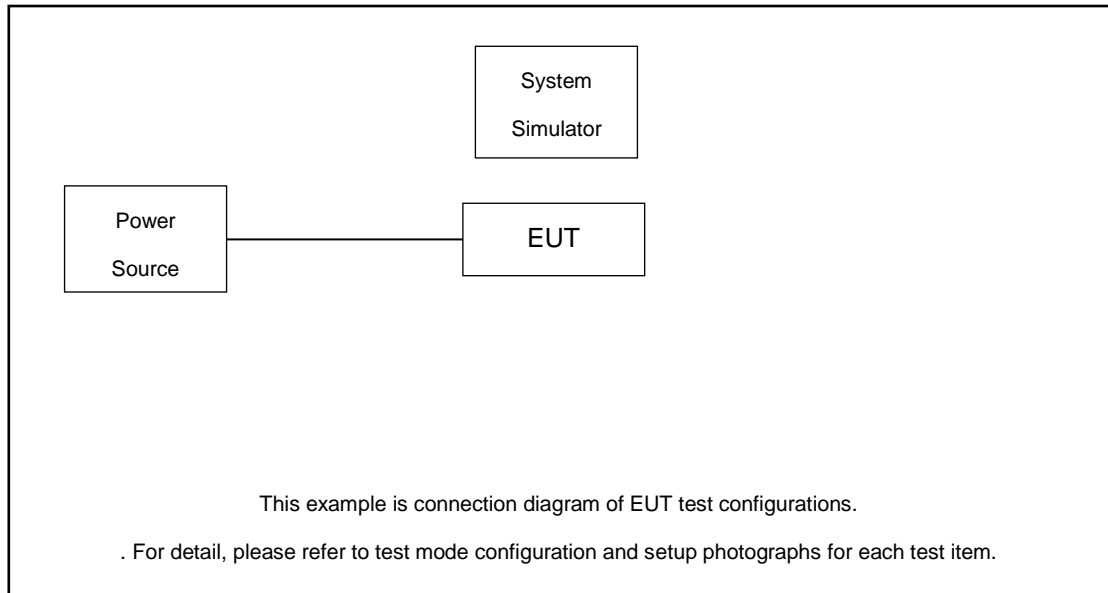 System
Simulator
Power
Source
EUT
This example is connection diagram of EUT test configurations.
. For detail, please refer to test mode configuration and setup photographs for each test item.